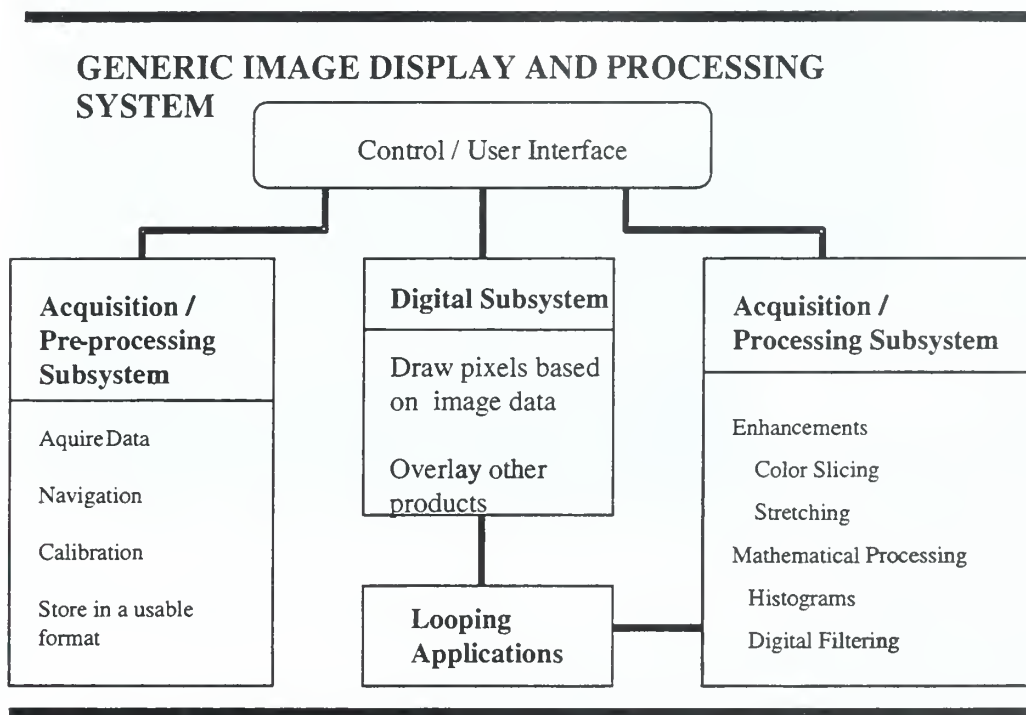 GENERIC IMAGE DISPLAY AND PROCESSING
SYSTEM
Control / User Interface
Acquisition /
Pre-processing
Subsystem
Aquire Data
Navigation
Calibration
Store in a usable
format
Digital Subsystem
Draw pixels based
on image data
Overlay other
products
Looping
Applications
Acquisition /
Processing Subsystem
Enhancements
Color Slicing
Stretching
Mathematical Processing
Histograms
Digital Filtering